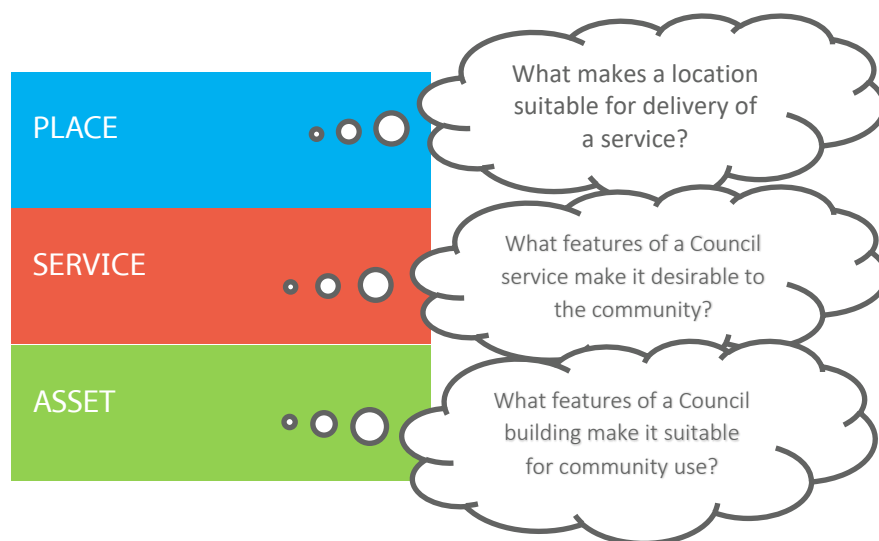 PLACE
What makes a location
suitable for delivery of
a service?
SERVICE
What features of a Council
service make it desirable to
the community?
ASSET
What features of a Council
building make it suitable
for community use?